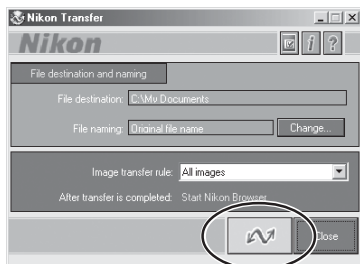 Nikon Transfer
Nikon
i ?
File destination and naming
File destination: C:\My Documents
File naming: Original file name
Change...
Image transfer rule: All images
After transfer is completed: Start Nikon Browser
Close